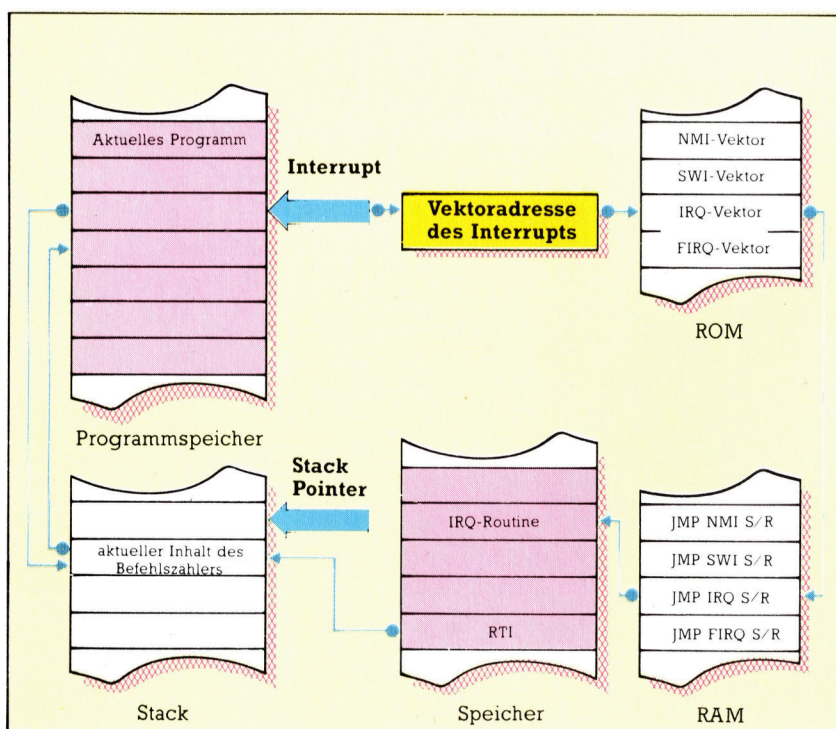 Aktuelles Programm
Interrupt
Vektoradresse
des Interrupts
NMI-Vektor
SWI-Vektor
IRQ-Vektor
FIRQ-Vektor
ROM
Programmspeicher
Stack
Pointer
aktueller Inhalt des
Befehlszählers
Stack
IRQ-Routine
RTI
Speicher
JMP NMI S/R
JMP SWI S/R
JMP IRQ S/R
JMP FIRQ S/R
RAM